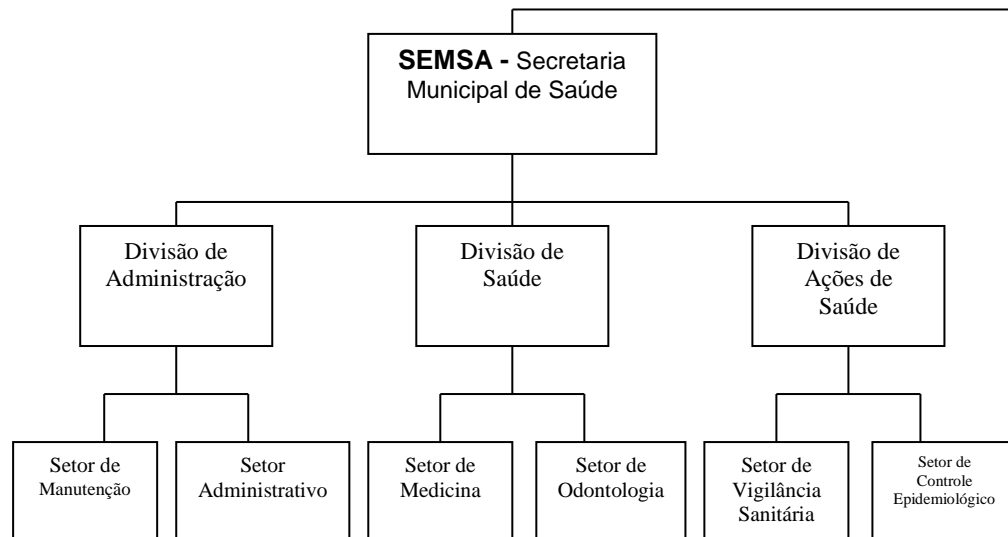 SEMSA - Secretaria
Municipal de Saúde
Divisão de
Administração
Divisão de
Saúde
Divisão de
Ações de
Saúde
Setor de
Manutenção
Setor
Administrativo
Setor de
Medicina
Setor de
Odontologia
Setor de
Vigilância
Sanitária
Setor de
Controle
Epidemiológico